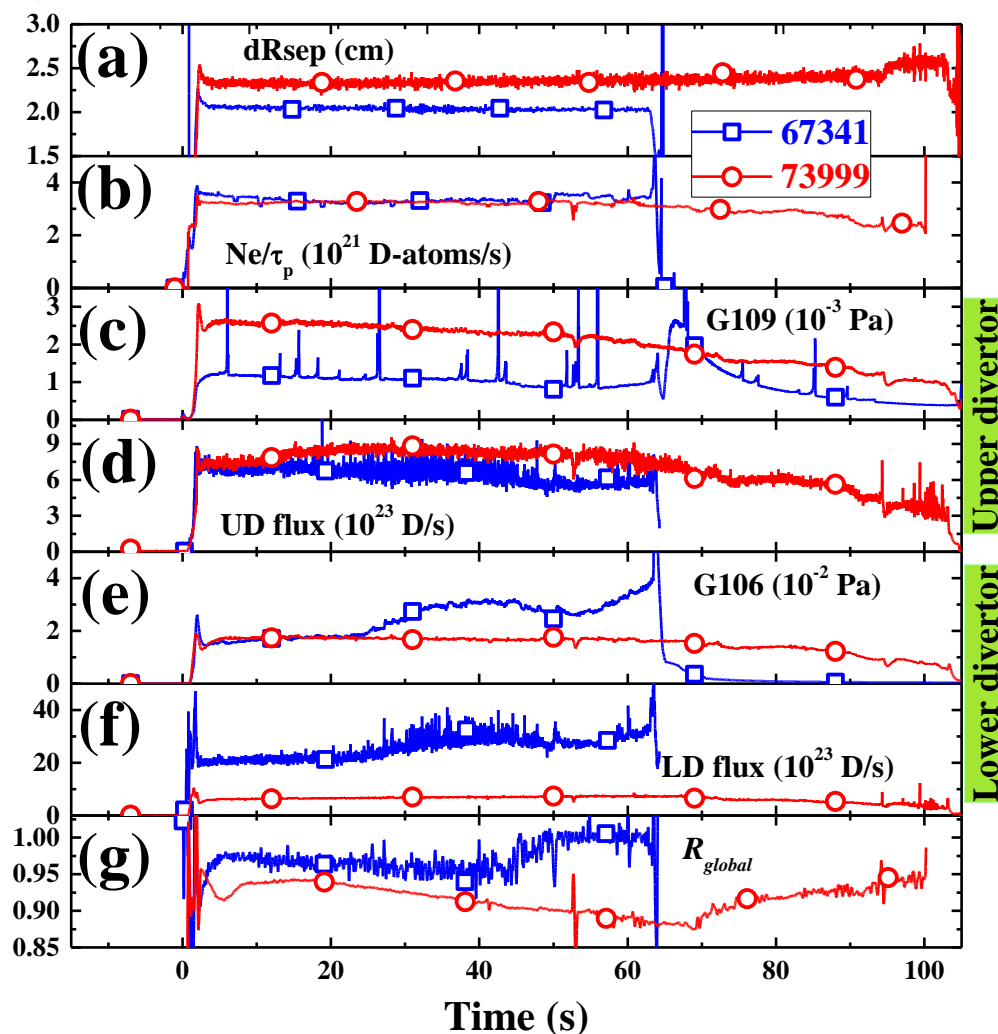 (a)
dRsep (cm)
3.0
2.5
2.0
1.5
67341
73999
(b)
4
2
0
Ne/τp (10^21 D-atoms/s)
(c)
G109 (10^-3 Pa)
3
2
1
0
Upper divertor
(d)
9
6
3
0
UD flux (10^23 D/s)
(e)
G106 (10^-2 Pa)
4
2
0
Lower divertor
(f)
40
20
0
LD flux (10^23 D/s)
(g)
R_global
1.00
0.95
0.90
0.85
0 20 40 60 80 100
Time (s)